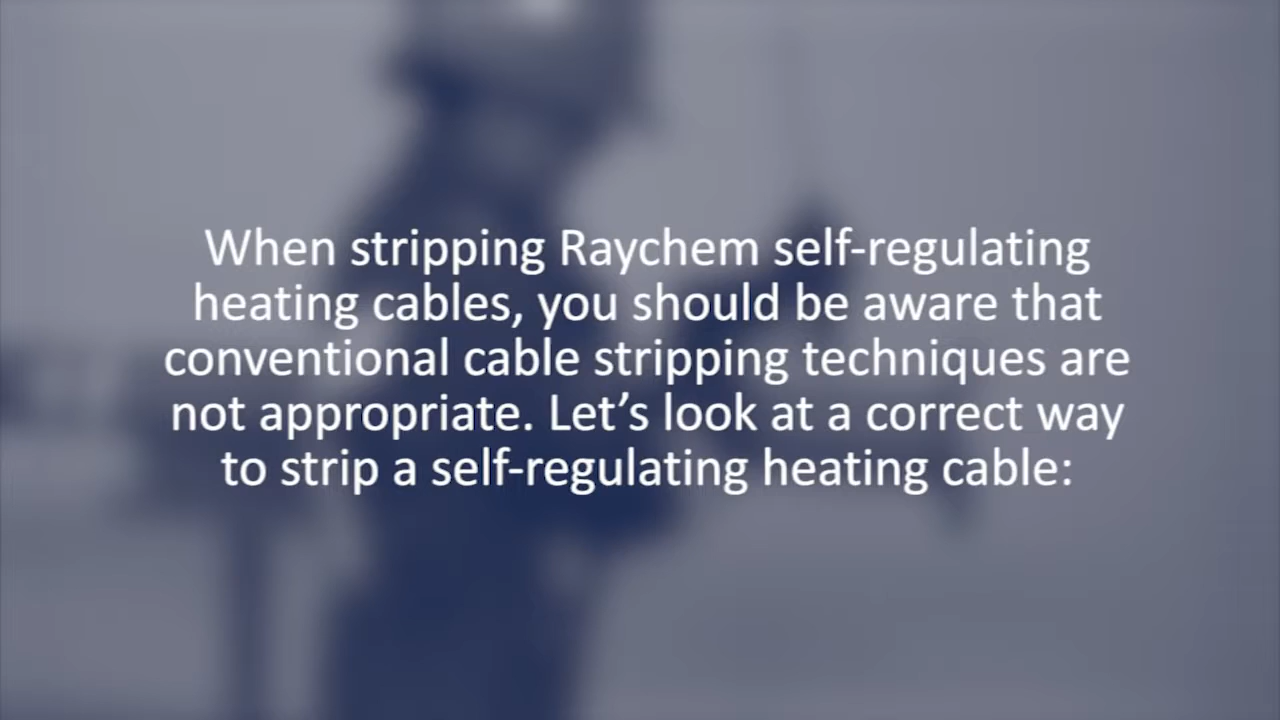 When stripping Raychem self-regulating
heating cables, you should be aware that
conventional cable stripping techniques are
not appropriate. Let’s look at a correct way
to strip a self-regulating heating cable: